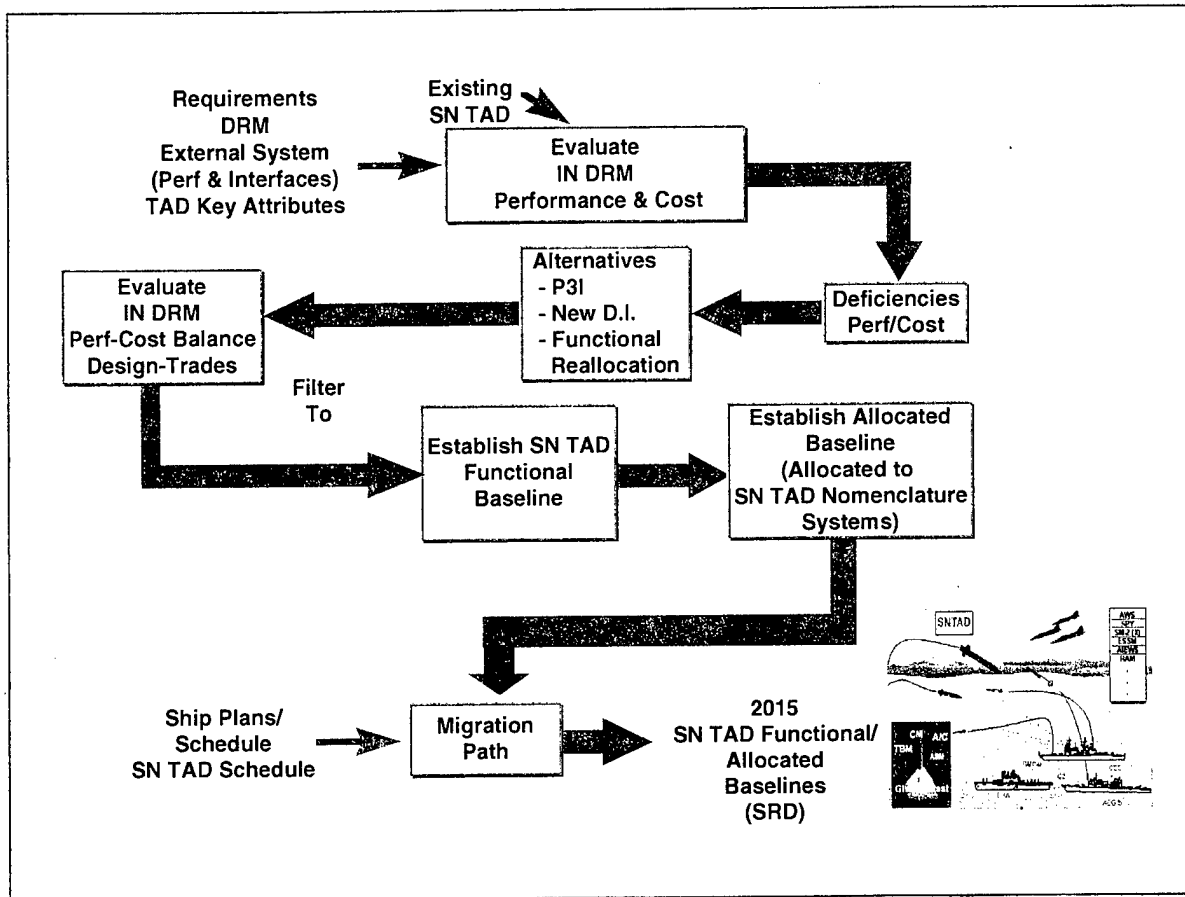 Requirements
DRM
External System
(Perf & Interfaces)
TAD Key Attributes
Existing
SN TAD
Evaluate
IN DRM
Performance & Cost
Deficiencies
Perf/Cost
Alternatives
- P3I
- New D.I.
- Functional
Reallocation
Evaluate
IN DRM
Perf-Cost Balance
Design-Trades
Filter
To
Establish SN TAD
Functional
Baseline
Establish Allocated
Baseline
(Allocated to
SN TAD Nomenclature
Systems)
Ship Plans/
Schedule
SN TAD Schedule
Migration
Path
2015
SN TAD Functional/
Allocated
Baselines
(SRD)
SNTAD
AWS
SPY
SM-2 (X)
ESSM
AIEWS
RAM
CM
A/C
TBM